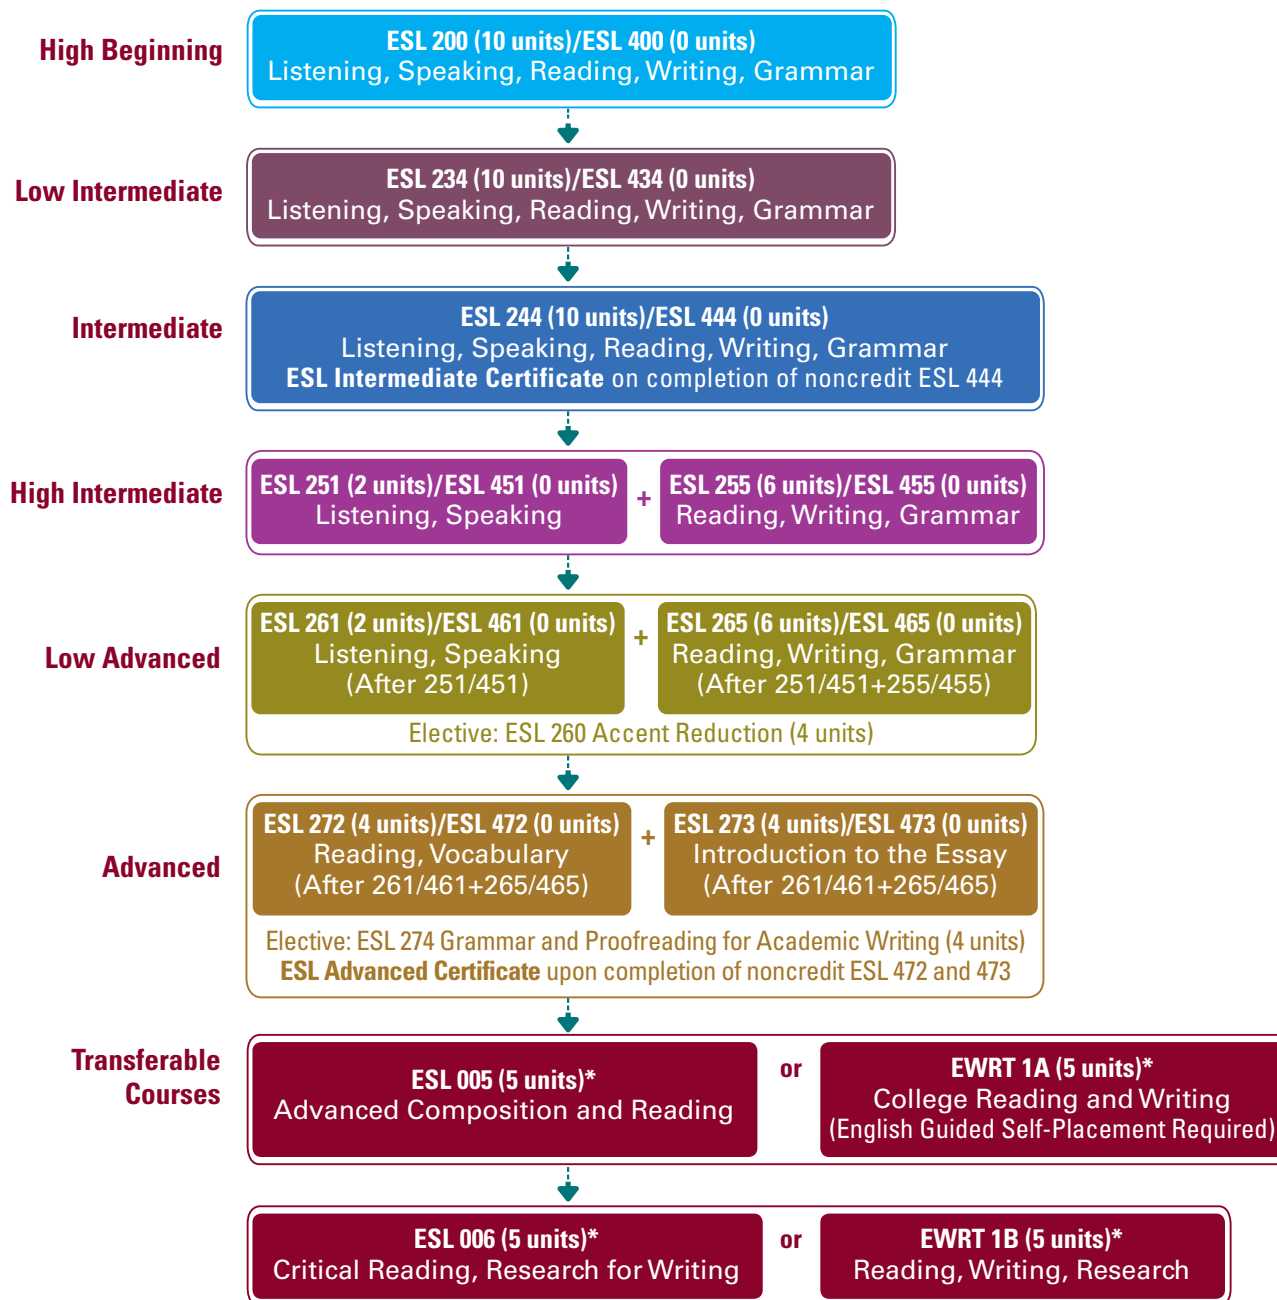 High Beginning
ESL 200 (10 units)/ESL 400 (0 units)
Listening, Speaking, Reading, Writing, Grammar
Low Intermediate
ESL 234 (10 units)/ESL 434 (0 units)
Listening, Speaking, Reading, Writing, Grammar
Intermediate
ESL 244 (10 units)/ESL 444 (0 units)
Listening, Speaking, Reading, Writing, Grammar
ESL Intermediate Certificate on completion of noncredit ESL 444
High Intermediate
ESL 251 (2 units)/ESL 451 (0 units)
Listening, Speaking
+
ESL 255 (6 units)/ESL 455 (0 units)
Reading, Writing, Grammar
Low Advanced
ESL 261 (2 units)/ESL 461 (0 units)
Listening, Speaking
(After 251/451)
+
ESL 265 (6 units)/ESL 465 (0 units)
Reading, Writing, Grammar
(After 251/451+255/455)
Elective: ESL 260 Accent Reduction (4 units)
Advanced
ESL 272 (4 units)/ESL 472 (0 units)
Reading, Vocabulary
(After 261/461+265/465)
+
ESL 273 (4 units)/ESL 473 (0 units)
Introduction to the Essay
(After 261/461+265/465)
Elective: ESL 274 Grammar and Proofreading for Academic Writing (4 units)
ESL Advanced Certificate upon completion of noncredit ESL 472 and 473
Transferable
Courses
ESL 005 (5 units)*
Advanced Composition and Reading
or
EWRT 1A (5 units)*
College Reading and Writing
(English Guided Self-Placement Required)
ESL 006 (5 units)*
Critical Reading, Research for Writing
or
EWRT 1B (5 units)*
Reading, Writing, Research